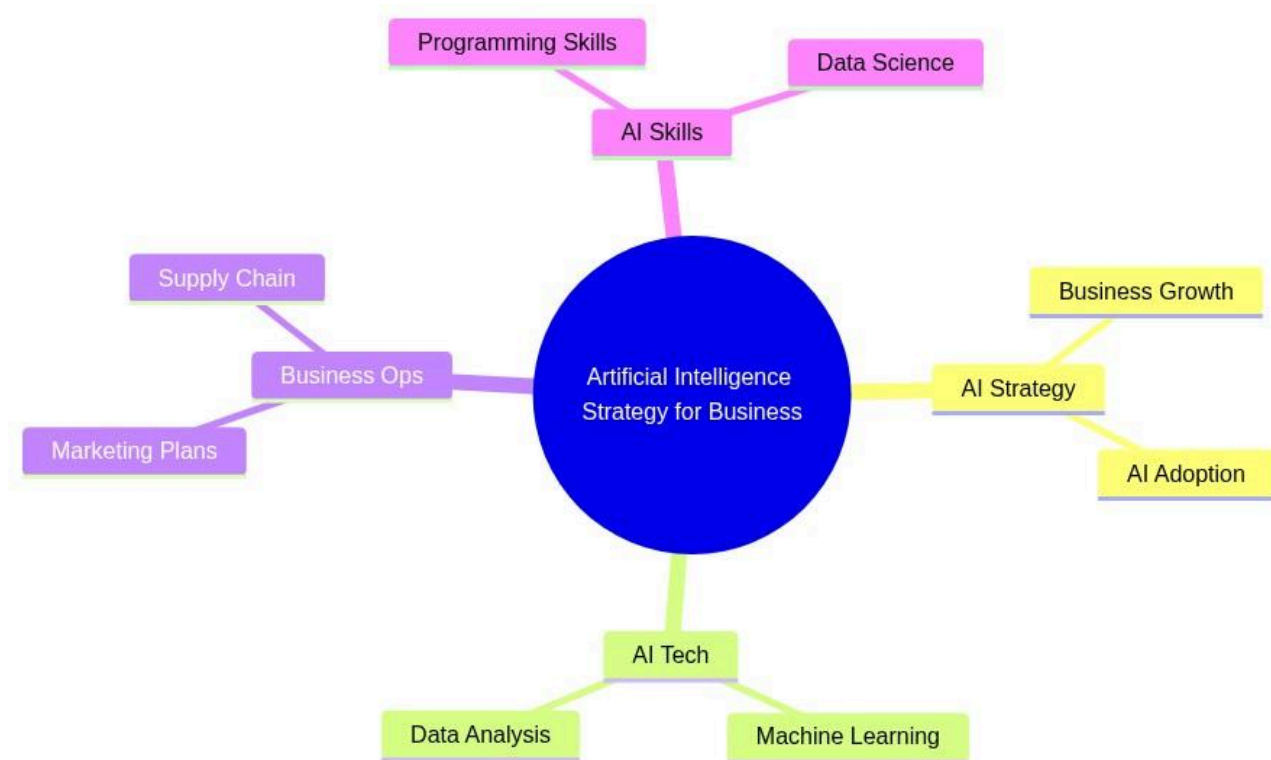 Programming Skills
Data Science
AI Skills
Supply Chain
Business Growth
Business Ops
Artificial Intelligence
Strategy for Business
AI Strategy
Marketing Plans
AI Adoption
AI Tech
Data Analysis
Machine Learning